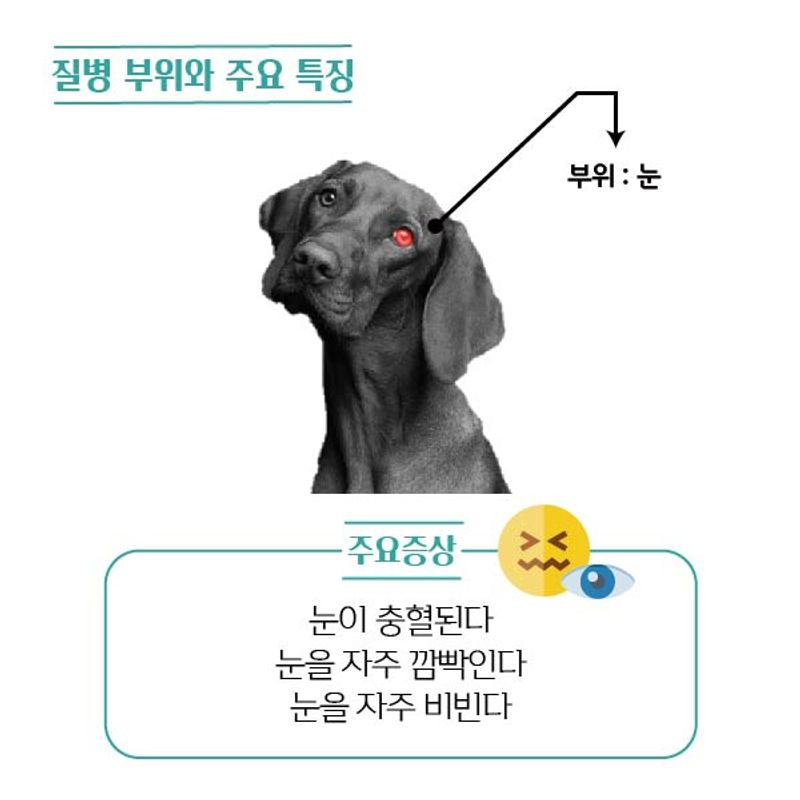 질병 부위와 주요 특징
부위 : 눈
주요증상
눈이 충혈된다
눈을 자주 깜빡인다
눈을 자주 비빈다